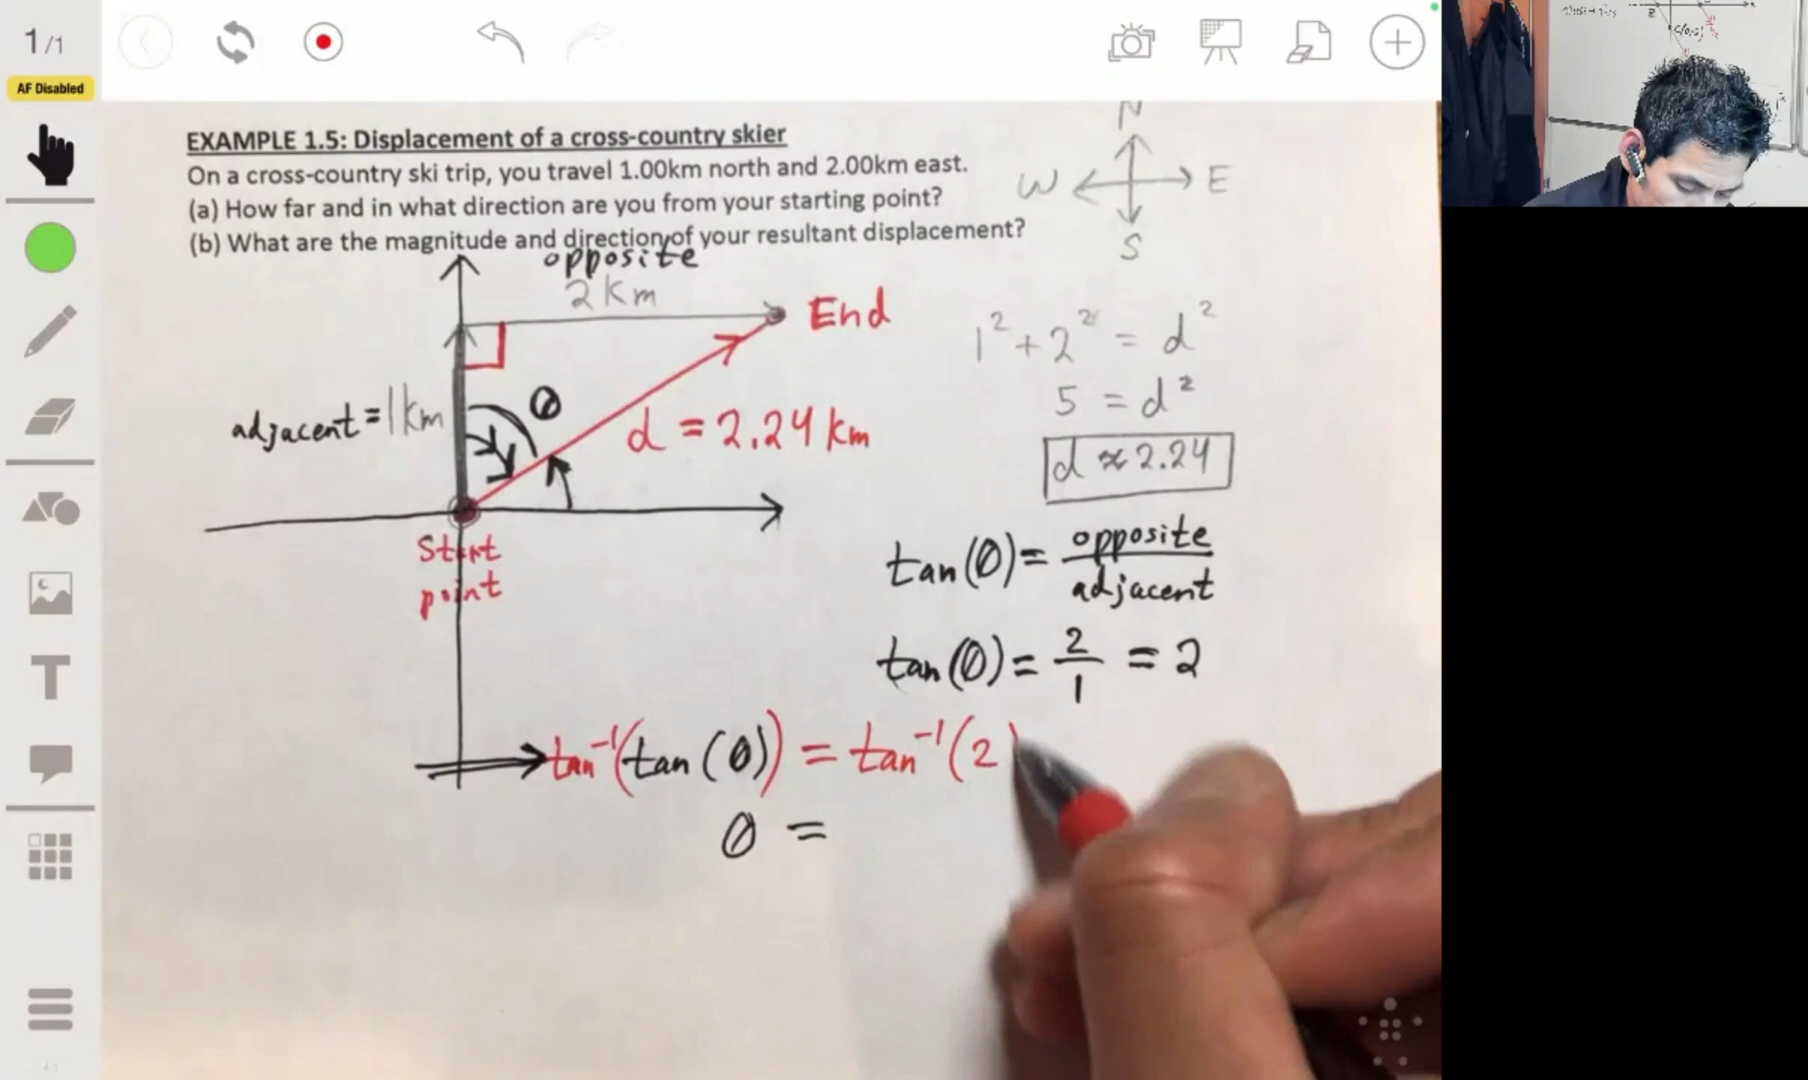 1/1
AF Disabled
EXAMPLE 1.5: Displacement of a cross-country skier
On a cross-country ski trip, you travel 1.00km north and 2.00km east.
(a) How far and in what direction are you from your starting point?
(b) What are the magnitude and direction of your resultant displacement?
N
W E
S
opposite
2 km
End
adjacent = 1 km
θ
d = 2.24 km
Start
point
1² + 2² = d²
5 = d²
d ≈ 2.24
tan(θ) = opposite/adjacent
tan(θ) = 2/1 = 2
tan⁻¹(tan(θ)) = tan⁻¹(2)
θ =
T